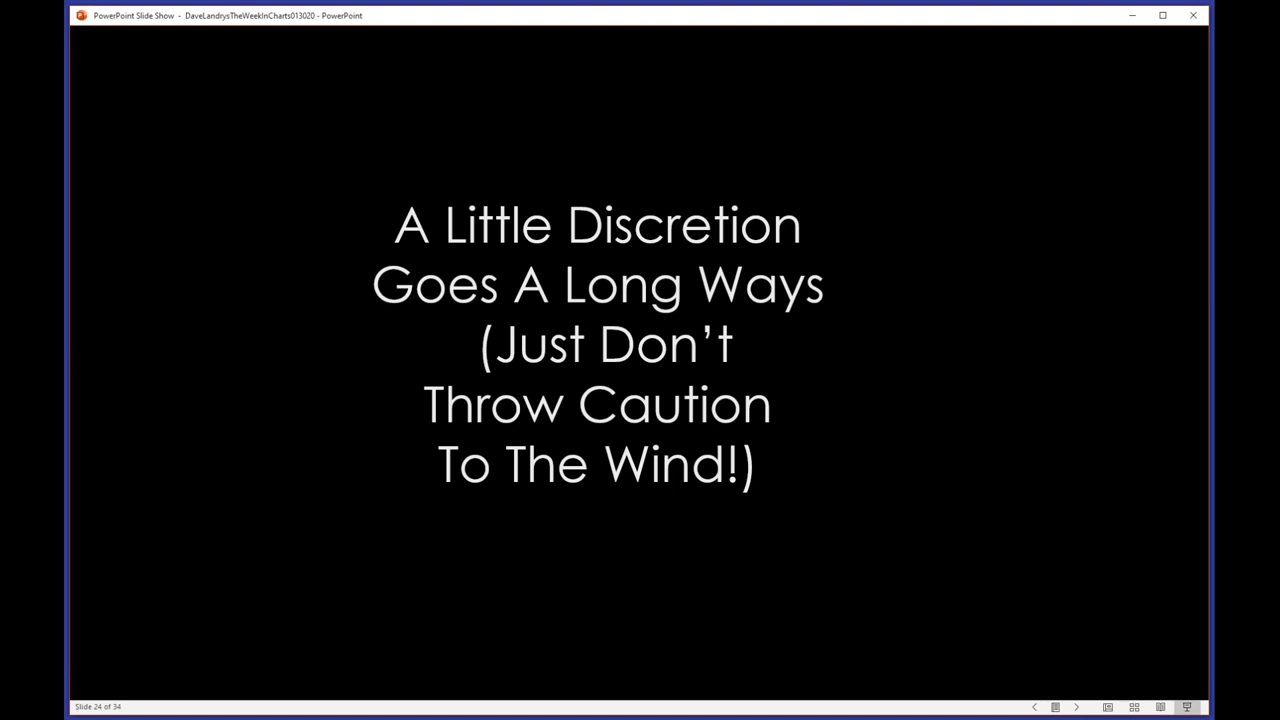 PowerPoint Slide Show - DaveLandrysTheWeekInCharts013020 - PowerPoint
A Little Discretion
Goes A Long Ways
(Just Don’t
Throw Caution
To The Wind!)
Slide 24 of 34